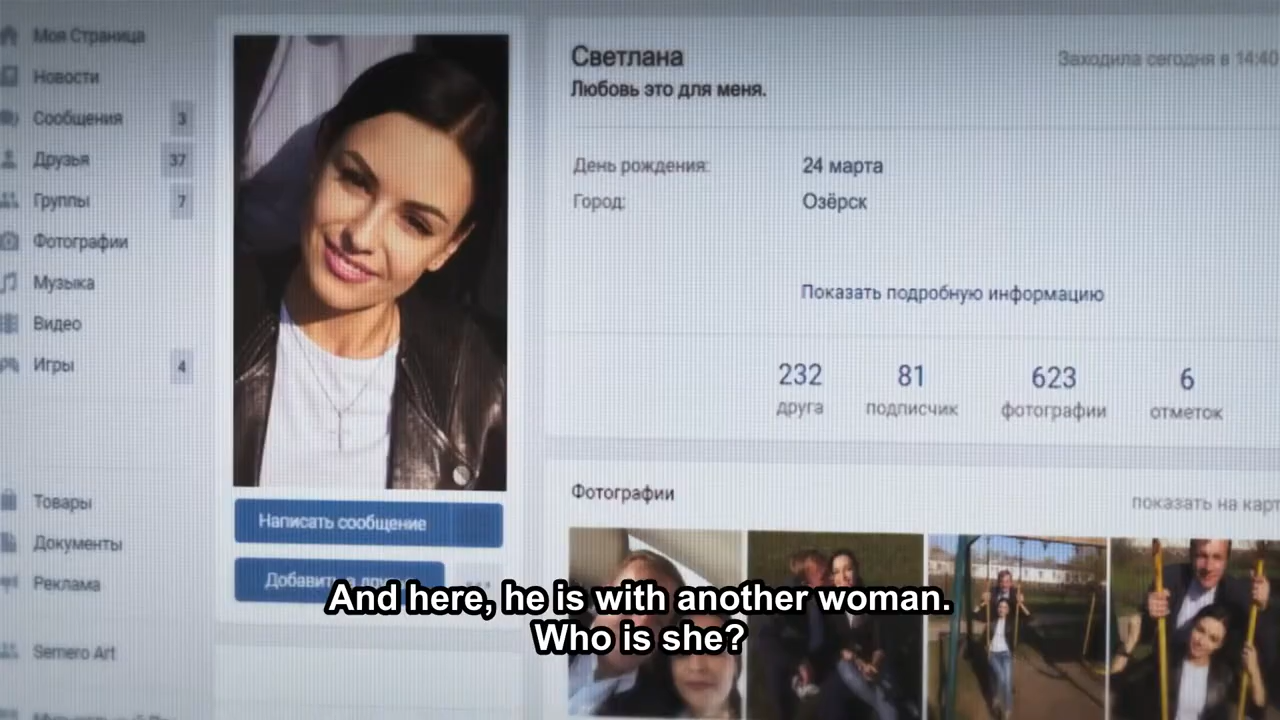 Моя Страница
Новости
Сообщения 3
Друзья 37
Группы 7
Фотографии
Музыка
Видео
Игры 4
Товары
Документы
Реклама
Semero Art
Написать сообщение
Светлана
Заходила сегодня в 14:40
Любовь это для меня.
День рождения: 24 марта
Город: Озёрск
Показать подробную информацию
232 81 623 6
друга подписчик фотографии отметок
Фотографии
показать на
And here, he is with another woman.
Who is she?